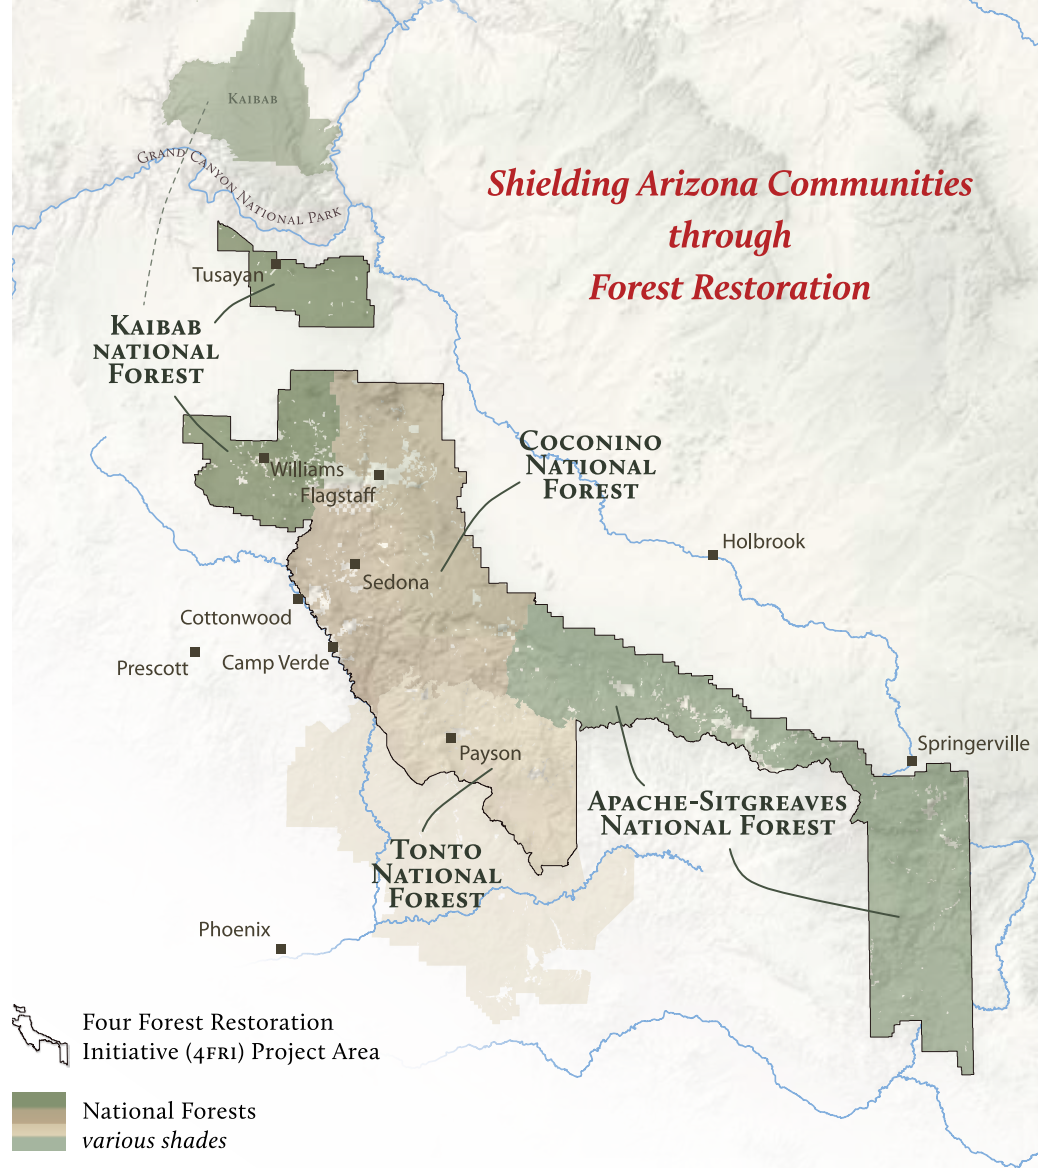 Kaibab
Grand Canyon National Park
Shielding Arizona Communities
through
Forest Restoration
Tusayan
Kaibab
National
Forest
Coconino
National
Forest
Williams
Flagstaff
Holbrook
Sedona
Cottonwood
Prescott
Camp Verde
Springerville
Payson
Apache-Sitgreaves
National Forest
Tonto
National
Forest
Phoenix
Four Forest Restoration
Initiative (4FRI) Project Area
National Forests
various shades